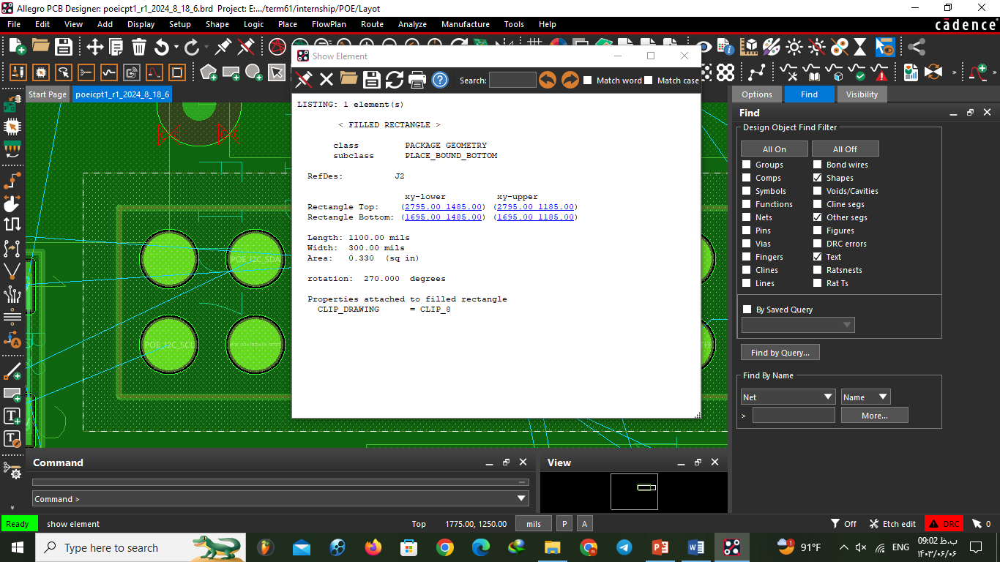 Allegro PCB Designer: poeicpt1_r1_2024_8_18_6.brd  Project: E:.../term61/internship/POE/Layot
File Edit View Add Display Setup Shape Logic Place FlowPlan Route Analyze Manufacture Tools Help
cādence
Show Element
Search: Match word Match case
Start Page poeicpt1_r1_2024_8_18_6
Options Find Visibility
LISTING: 1 element(s)
< FILLED RECTANGLE >
class PACKAGE GEOMETRY
subclass PLACE_BOUND_BOTTOM
RefDes: J2
xy-lower xy-upper
Rectangle Top: (2795.00 1485.00) (2795.00 1185.00)
Rectangle Bottom: (1695.00 1485.00) (1695.00 1185.00)
Length: 1100.00 mils
Width: 300.00 mils
Area: 0.330 (sq in)
rotation: 270.000 degrees
Properties attached to filled rectangle
CLIP_DRAWING = CLIP_8
POE_I2C_SDA
POE_I2C_SCL
Find
Design Object Find Filter
All On All Off
Groups Bond wires
Comps Shapes
Symbols Voids/Cavities
Functions Cline segs
Nets Other segs
Pins Figures
Vias DRC errors
Fingers Text
Clines Ratsnests
Lines Rat Ts
By Saved Query
Find by Query...
Find By Name
Net Name
> More...
Command
Command >
View
Ready show element Top 1775.00, 1250.00 mils P A Off Etch edit DRC 0
Type here to search
91°F ENG
09:02 ب.ظ
۱۴۰۳/۰۶/۰۶